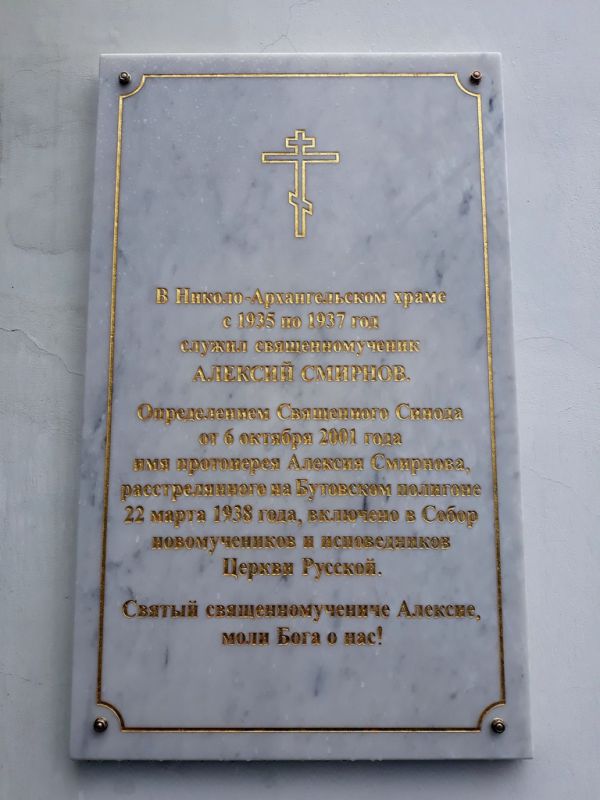 В Николо-Архангельском храме
с 1935 по 1937 год
служил священномученик
АЛЕКСИЙ СМИРНОВ.
Определением Священного Синода
от 6 октября 2001 года
имя протоиерея Алексия Смирнова,
расстрелянного на Бутовском полигоне
22 марта 1938 года, включено в Собор
новомучеников и исповедников
Церкви Русской.
Святый священномучениче Алексие,
моли Бога о нас!